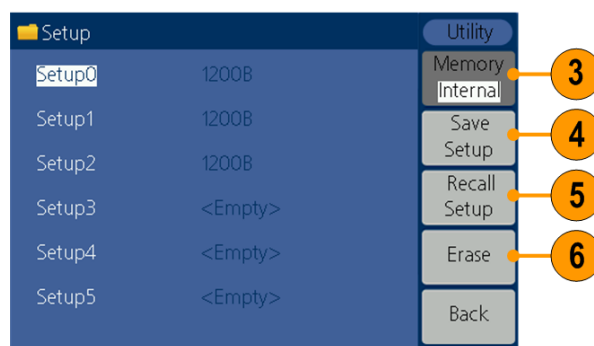 Setup
Utility
Setup0 1200B
Setup1 1200B
Setup2 1200B
Setup3 <Empty>
Setup4 <Empty>
Setup5 <Empty>
Memory
Internal
3
Save
Setup
4
Recall
Setup
5
Erase
6
Back